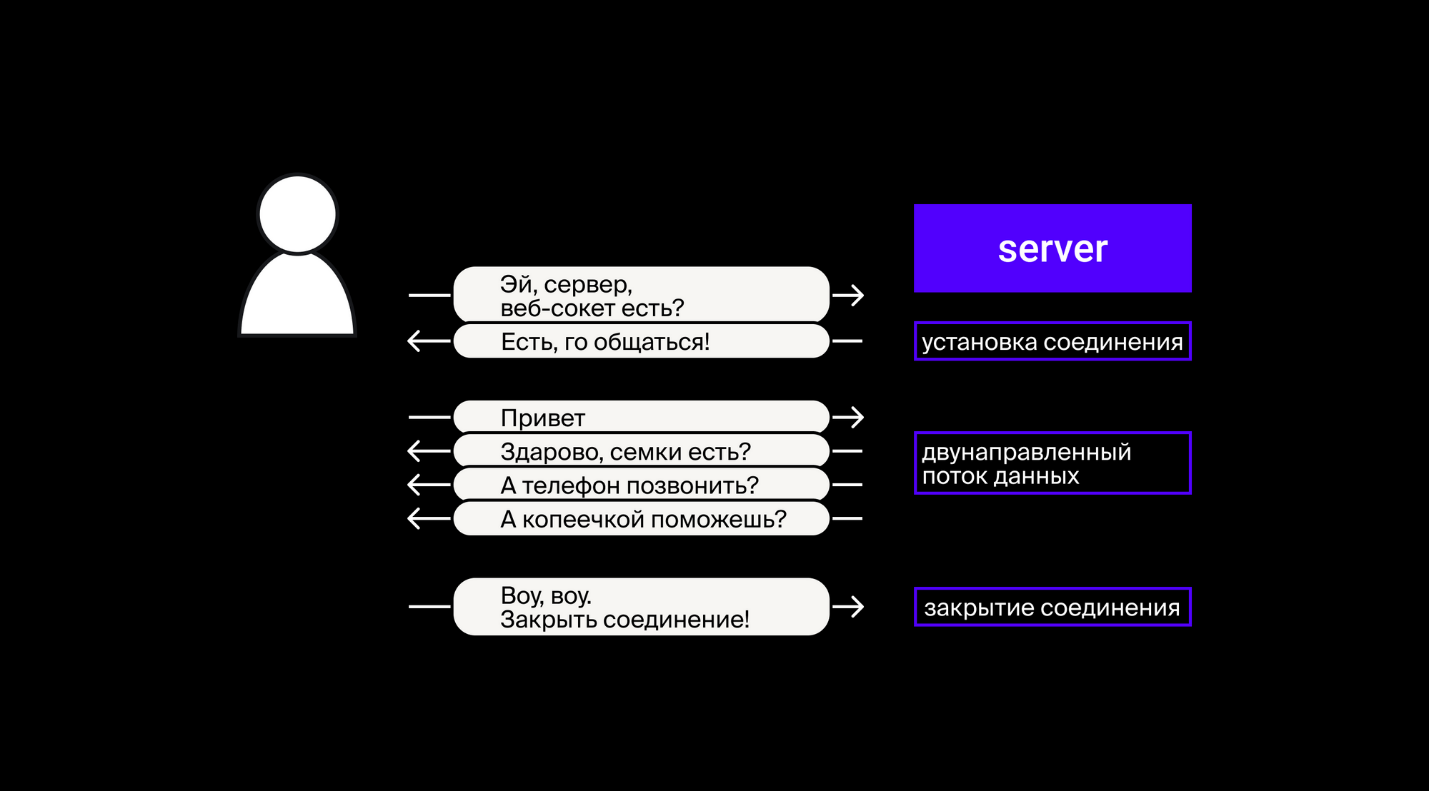 server
Эй, сервер,
веб-сокет есть?
Есть, го общаться!
установка соединения
Привет
Здарово, семки есть?
А телефон позвонить?
А копеечкой поможешь?
двунаправленный
поток данных
Воу, воу.
Закрыть соединение!
закрытие соединения